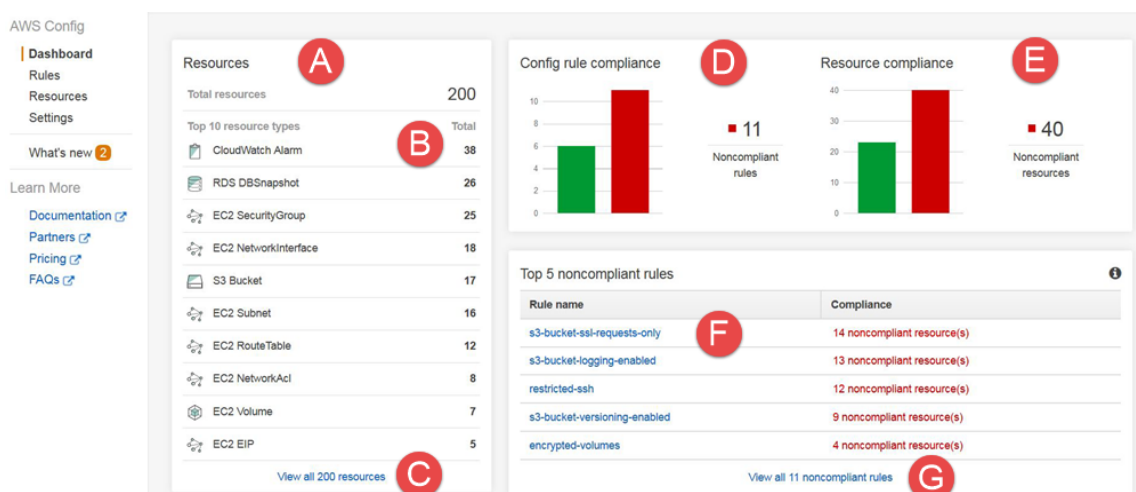 AWS Config
Dashboard
Rules
Resources
Settings
What's new 2
Learn More
Documentation
Partners
Pricing
FAQs
Resources A
Total resources 200
Top 10 resource types B Total
CloudWatch Alarm 38
RDS DBSnapshot 26
EC2 SecurityGroup 25
EC2 NetworkInterface 18
S3 Bucket 17
EC2 Subnet 16
EC2 RouteTable 12
EC2 NetworkAcl 8
EC2 Volume 7
EC2 EIP 5
View all 200 resources C
Config rule compliance D
10
8
6
4
2
0
11
Noncompliant
rules
Resource compliance E
40
30
20
10
0
40
Noncompliant
resources
Top 5 noncompliant rules
Rule name Compliance
s3-bucket-ssl-requests-only F 14 noncompliant resource(s)
s3-bucket-logging-enabled 13 noncompliant resource(s)
restricted-ssh 12 noncompliant resource(s)
s3-bucket-versioning-enabled 9 noncompliant resource(s)
encrypted-volumes 4 noncompliant resource(s)
View all 11 noncompliant rules G